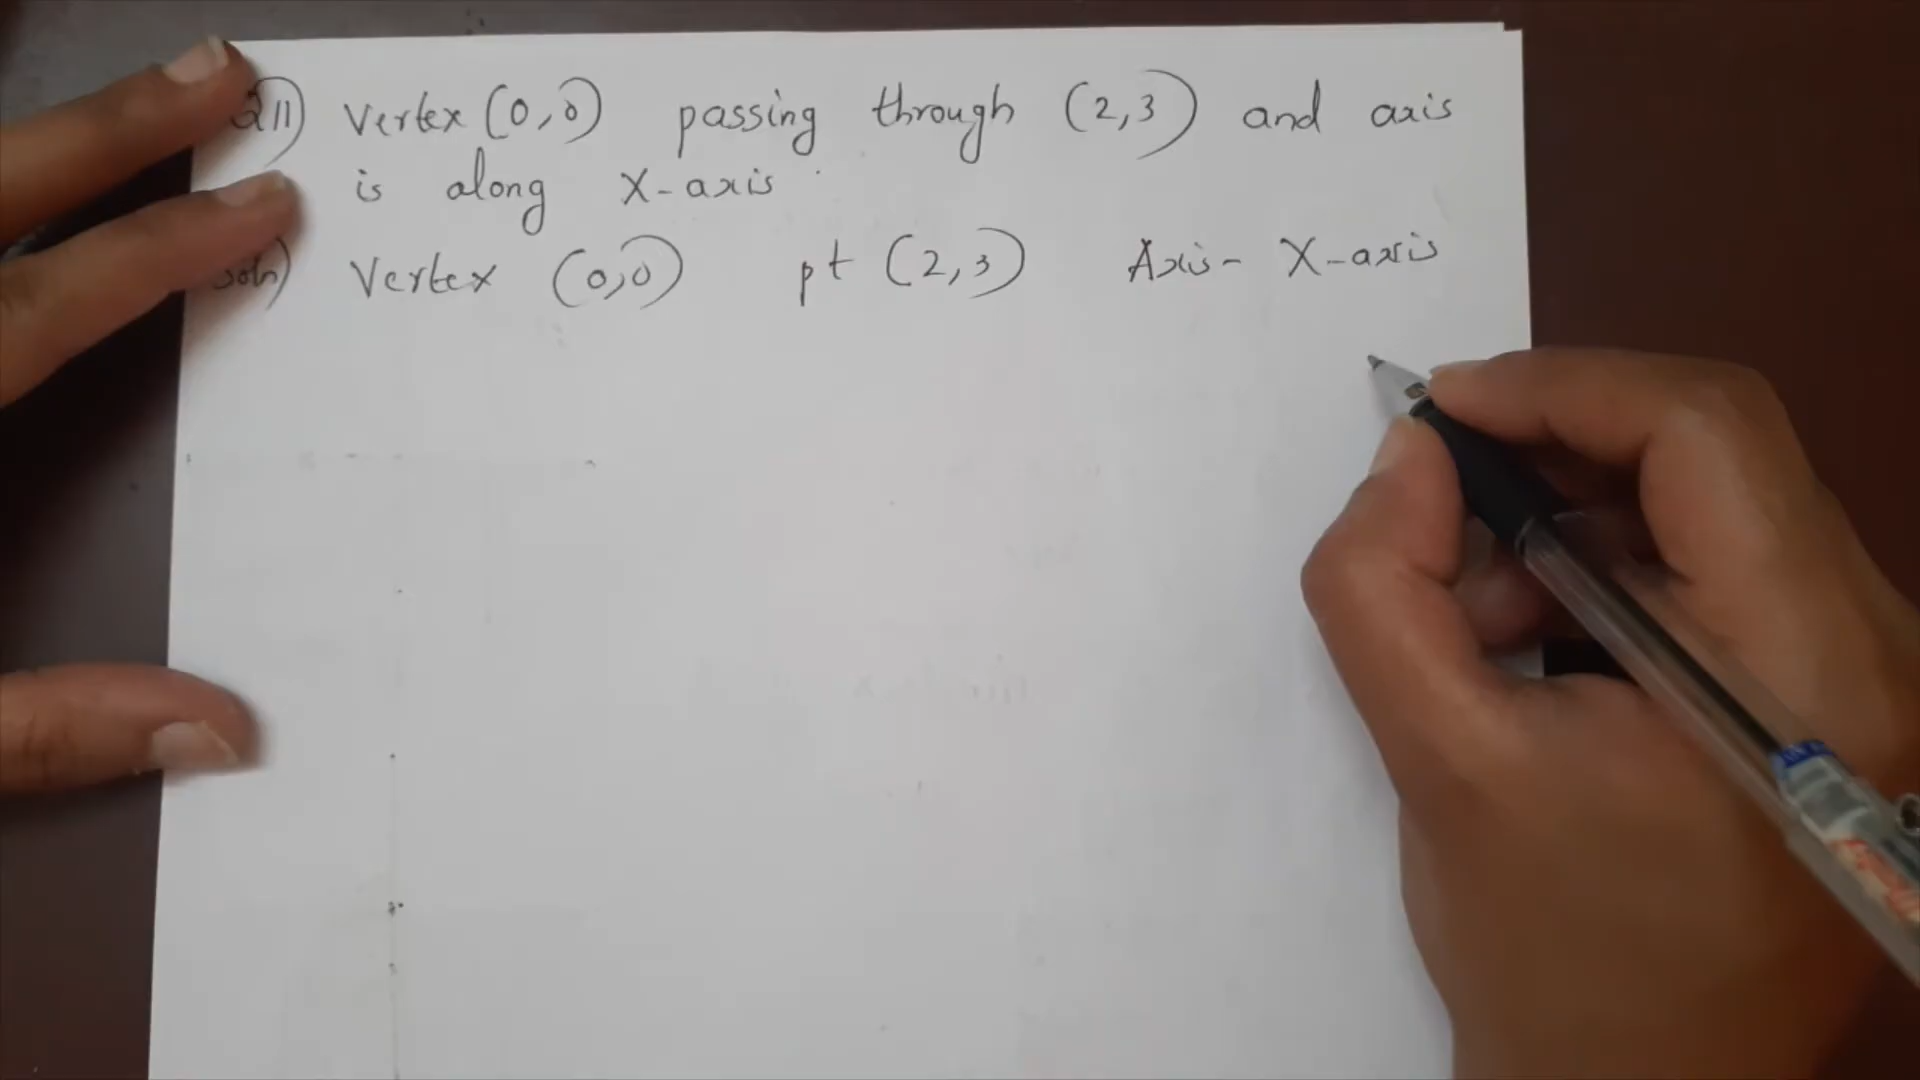 Q11) Vertex (0,0) passing through (2,3) and axis
is along X-axis
Soln) Vertex (0,0) pt (2,3) Axis - X-axis